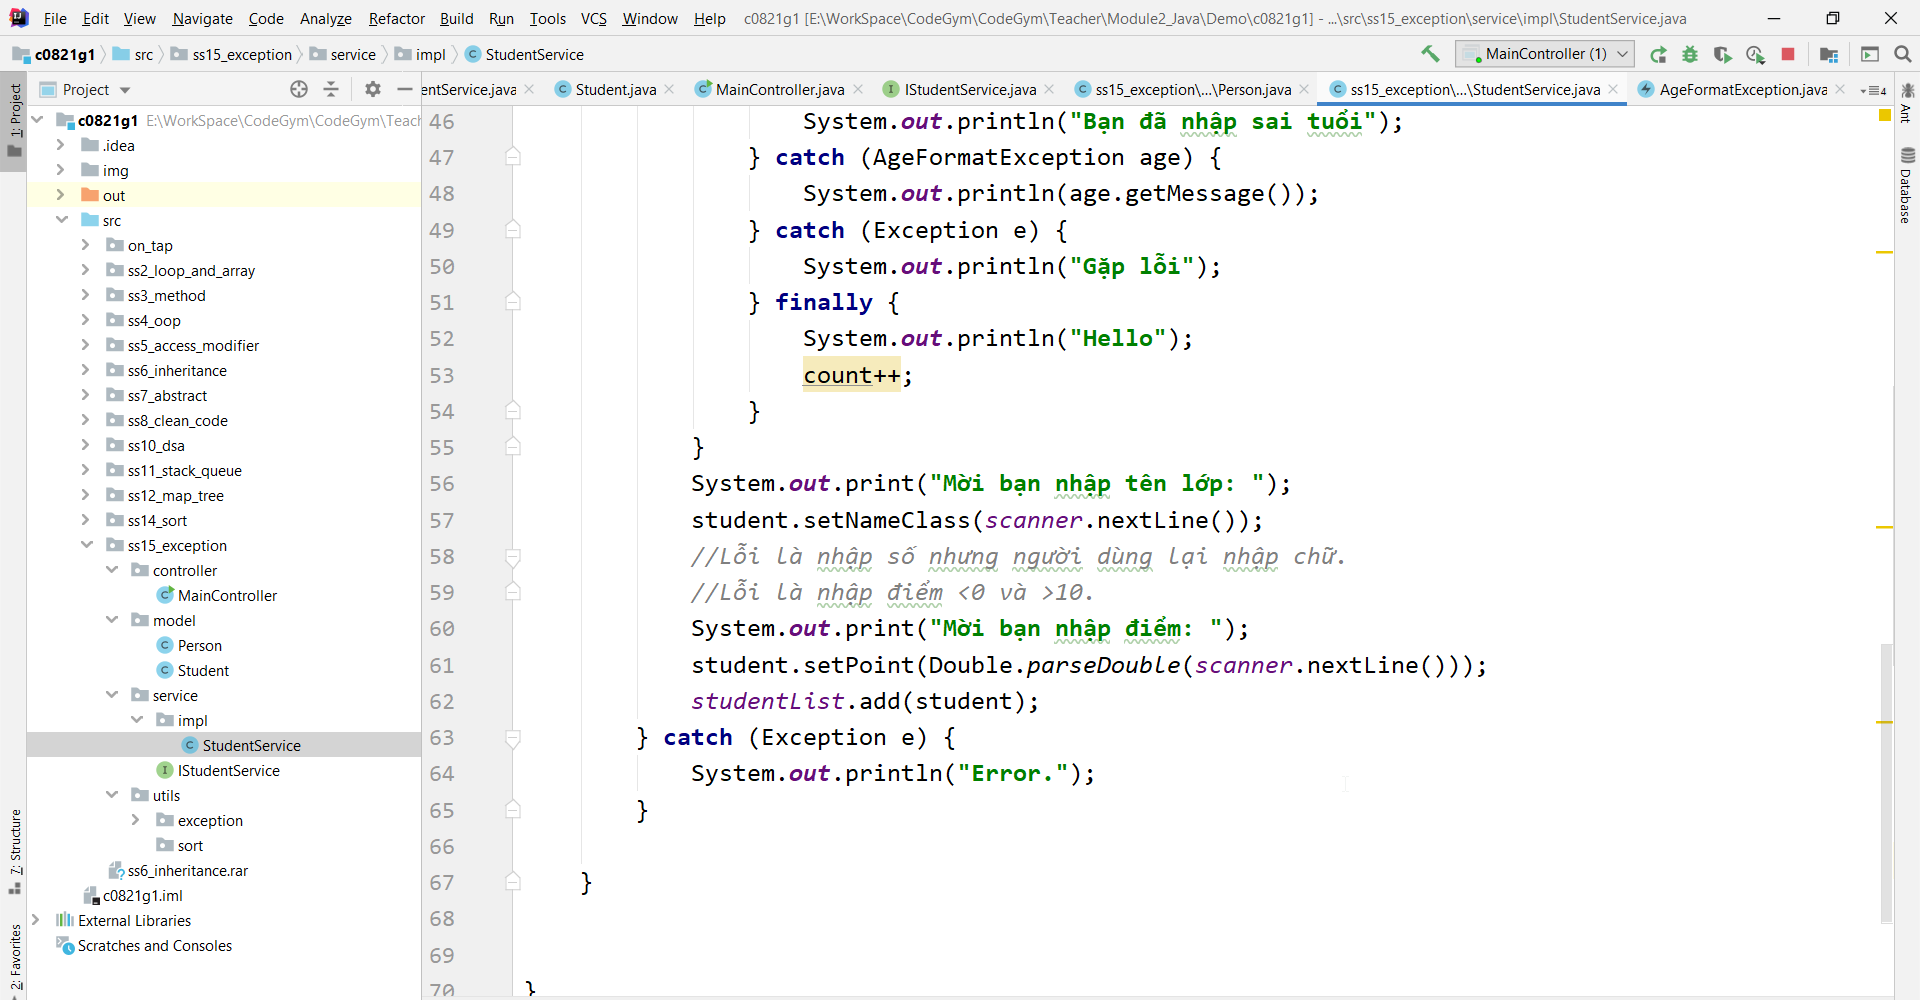 File Edit View Navigate Code Analyze Refactor Build Run Tools VCS Window Help c0821g1 [E:\WorkSpace\CodeGym\CodeGym\Teacher\Module2_Java\Demo\c0821g1] - ...\src\ss15_exception\service\impl\StudentService.java
c0821g1 src ss15_exception service impl StudentService MainController (1)
Project entService.java Student.java MainController.java IStudentService.java ss15_exception\...\Person.java ss15_exception\...\StudentService.java AgeFormatException.java 4
1: Project
7: Structure
2: Favorites
c0821g1 E:\WorkSpace\CodeGym\CodeGym\Teach
.idea
img
out
src
on_tap
ss2_loop_and_array
ss3_method
ss4_oop
ss5_access_modifier
ss6_inheritance
ss7_abstract
ss8_clean_code
ss10_dsa
ss11_stack_queue
ss12_map_tree
ss14_sort
ss15_exception
controller
MainController
model
Person
Student
service
impl
StudentService
IStudentService
utils
exception
sort
ss6_inheritance.rar
c0821g1.iml
External Libraries
Scratches and Consoles
46 System.out.println("Bạn đã nhập sai tuổi");
47 } catch (AgeFormatException age) {
48 System.out.println(age.getMessage());
49 } catch (Exception e) {
50 System.out.println("Gặp lỗi");
51 } finally {
52 System.out.println("Hello");
53 count++;
54 }
55 }
56 System.out.print("Mời bạn nhập tên lớp: ");
57 student.setNameClass(scanner.nextLine());
58 //Lỗi là nhập số nhưng người dùng lại nhập chữ.
59 //Lỗi là nhập điểm <0 và >10.
60 System.out.print("Mời bạn nhập điểm: ");
61 student.setPoint(Double.parseDouble(scanner.nextLine()));
62 studentList.add(student);
63 } catch (Exception e) {
64 System.out.println("Error.");
65 }
66
67 }
68
69
70 }
Ant
Database